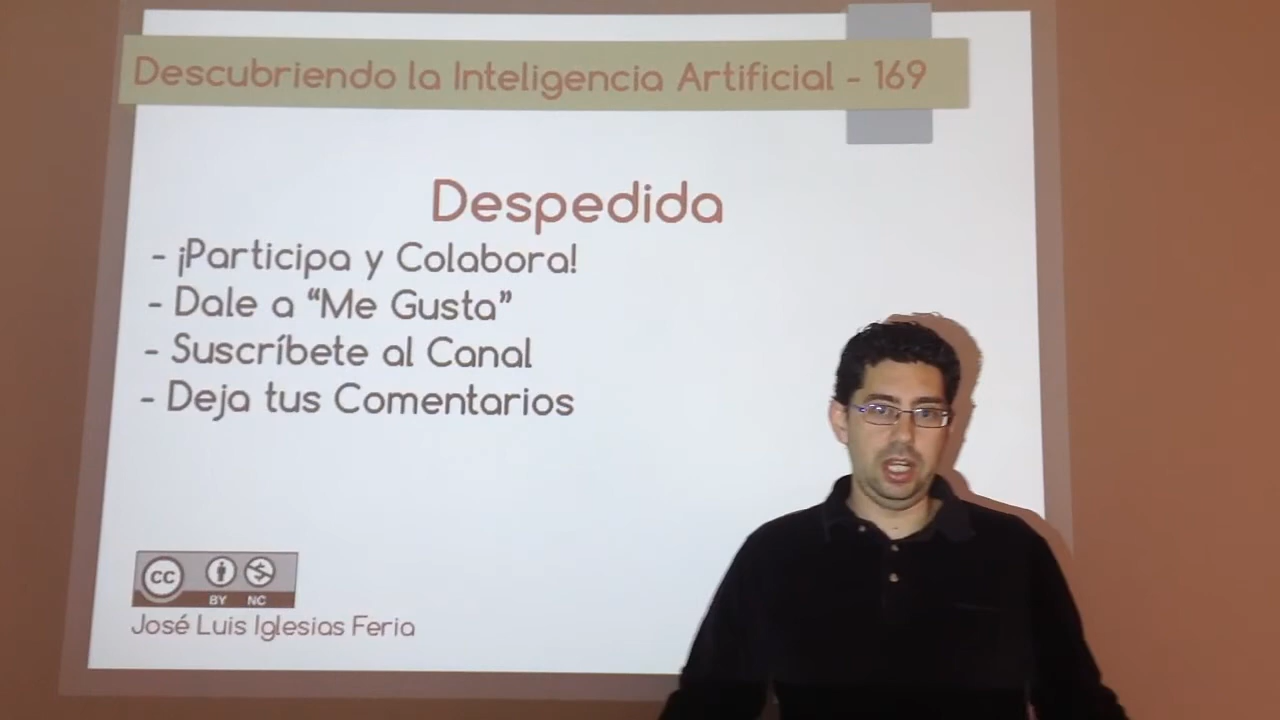 Descubriendo la Inteligencia Artificial - 169
Despedida
- ¡Participa y Colabora!
- Dale a “Me Gusta”
- Suscríbete al Canal
- Deja tus Comentarios
cc
BY NC
José Luis Iglesias Feria